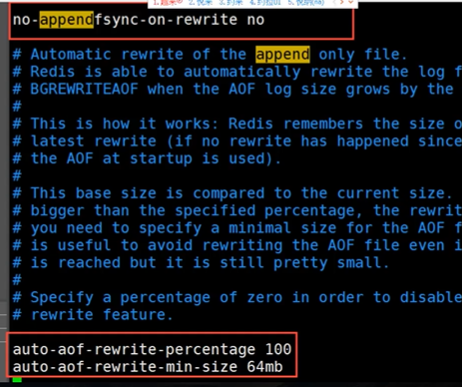 no-appendfsync-on-rewrite no
# Automatic rewrite of the append only file.
# Redis is able to automatically rewrite the log f
# BGREWRITEAOF when the AOF log size grows by the
#
# This is how it works: Redis remembers the size o
# latest rewrite (if no rewrite has happened since
# the AOF at startup is used).
#
# This base size is compared to the current size.
# bigger than the specified percentage, the rewrit
# you need to specify a minimal size for the AOF f
# is useful to avoid rewriting the AOF file even i
# is reached but it is still pretty small.
#
# Specify a percentage of zero in order to disable
# rewrite feature.
auto-aof-rewrite-percentage 100
auto-aof-rewrite-min-size 64mb